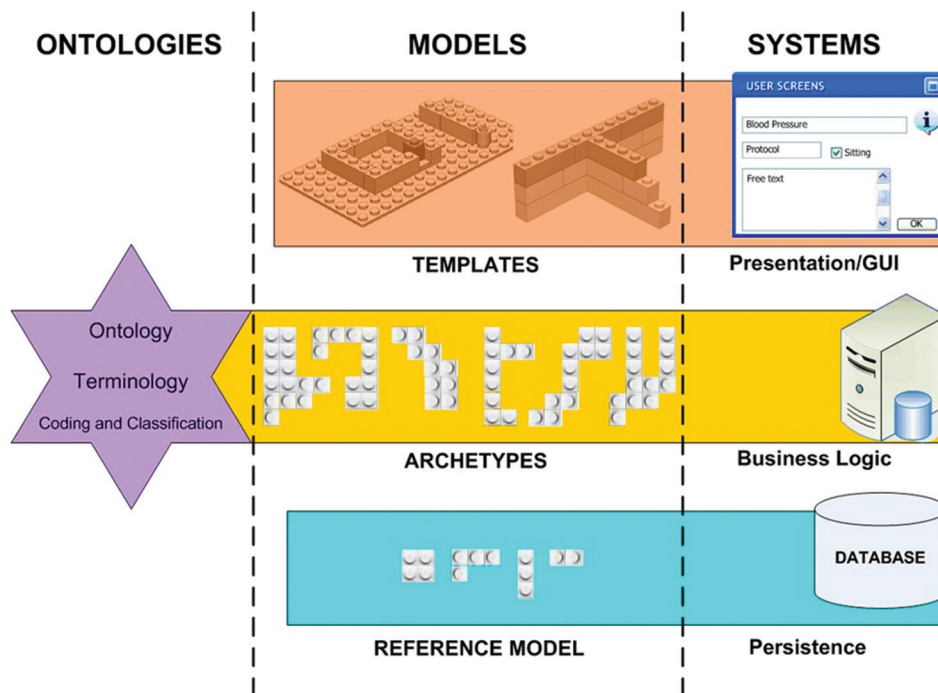 ONTOLOGIES
MODELS
SYSTEMS
USER SCREENS
Blood Pressure
Protocol
Sitting
Free text
OK
TEMPLATES
Presentation/GUI
Ontology
Terminology
Coding and Classification
ARCHETYPES
Business Logic
DATABASE
REFERENCE MODEL
Persistence